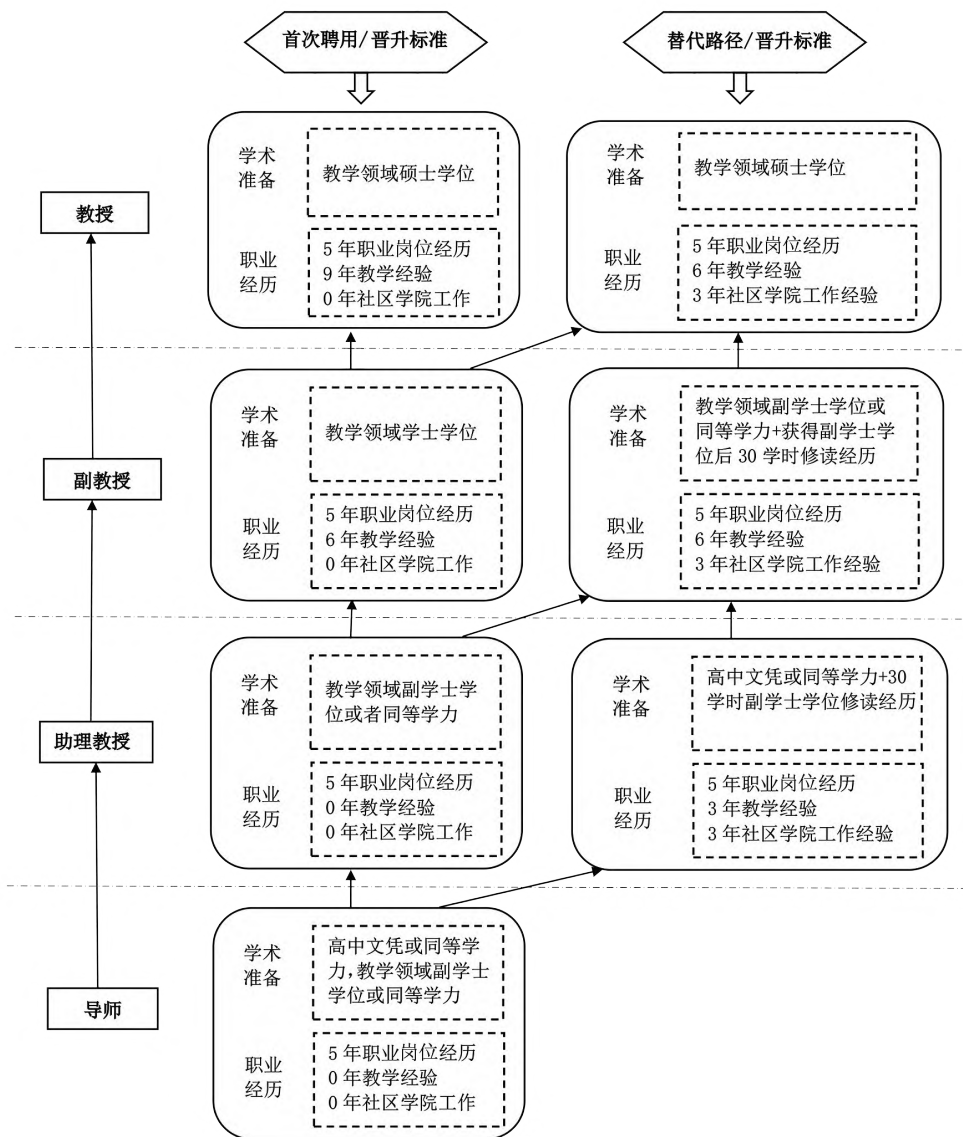 首次聘用/晋升标准
替代路径/晋升标准
教授
学术
准备
教学领域硕士学位
职业
经历
5 年职业岗位经历
9 年教学经验
0 年社区学院工作
学术
准备
教学领域硕士学位
职业
经历
5 年职业岗位经历
6 年教学经验
3 年社区学院工作经验
副教授
学术
准备
教学领域学士学位
职业
经历
5 年职业岗位经历
6 年教学经验
0 年社区学院工作
学术
准备
教学领域副学士学位或
同等学力+获得副学士学
位后 30 学时修读经历
职业
经历
5 年职业岗位经历
6 年教学经验
3 年社区学院工作经验
助理教授
学术
准备
教学领域副学士学
位或者同等学力
职业
经历
5 年职业岗位经历
0 年教学经验
0 年社区学院工作
学术
准备
高中文凭或同等学力+30
学时副学士学位修读经历
职业
经历
5 年职业岗位经历
3 年教学经验
3 年社区学院工作经验
导师
学术
准备
高中文凭或同等学
力,教学领域副学士
学位或同等学力
职业
经历
5 年职业岗位经历
0 年教学经验
0 年社区学院工作